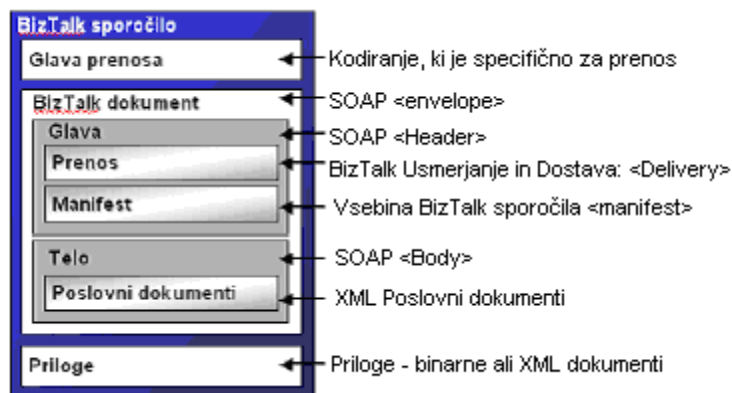 BizTalk sporočilo
Glava prenosa
Kodiranje, ki je specifično za prenos
BizTalk dokument
SOAP <envelope>
Glava
SOAP <Header>
Prenos
BizTalk Usmerjanje in Dostava: <Delivery>
Manifest
Vsebina BizTalk sporočila <manifest>
Telo
SOAP <Body>
Poslovni dokumenti
XML Poslovni dokumenti
Priloge
Priloge - binarne ali XML dokumenti